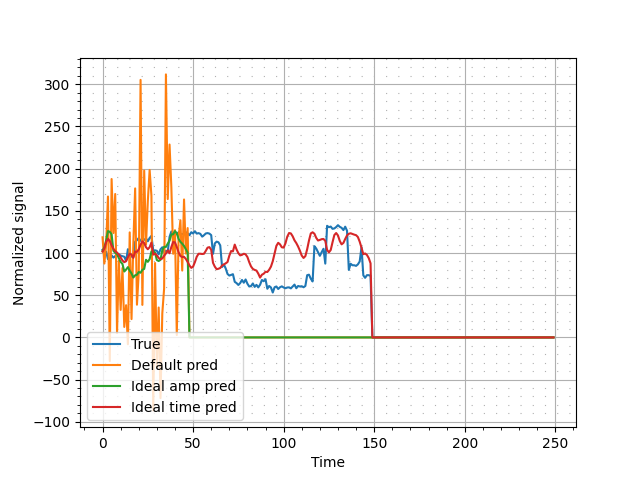 Normalized signal
300
250
200
150
100
50
0
−50
−100
True
Default pred
Ideal amp pred
Ideal time pred
0 50 100 150 200 250
Time